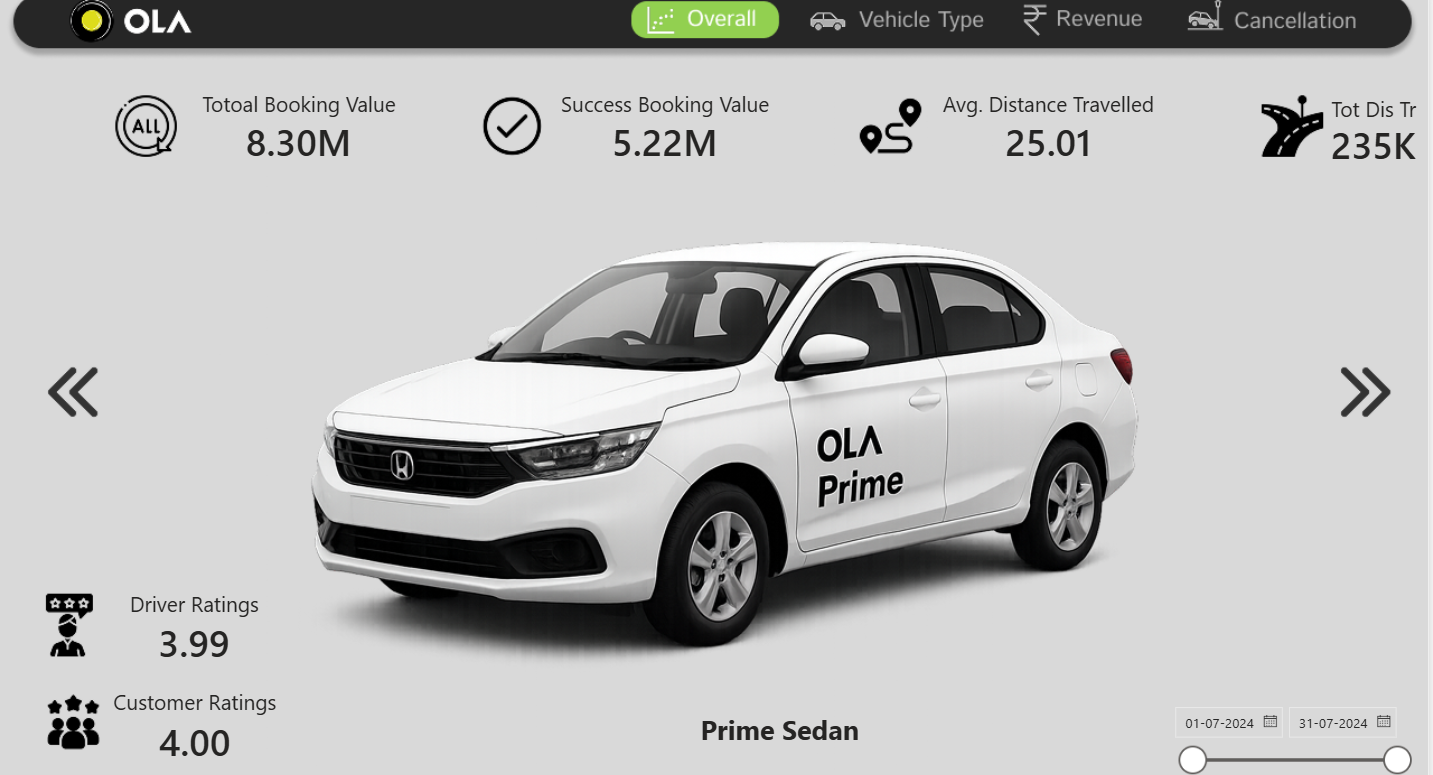 OLA
Overall
Vehicle Type
Revenue
Cancellation
ALL
Totoal Booking Value
8.30M
Success Booking Value
5.22M
Avg. Distance Travelled
25.01
Tot Dis Tr
235K
OLA
Prime
Driver Ratings
3.99
Customer Ratings
4.00
Prime Sedan
01-07-2024
31-07-2024